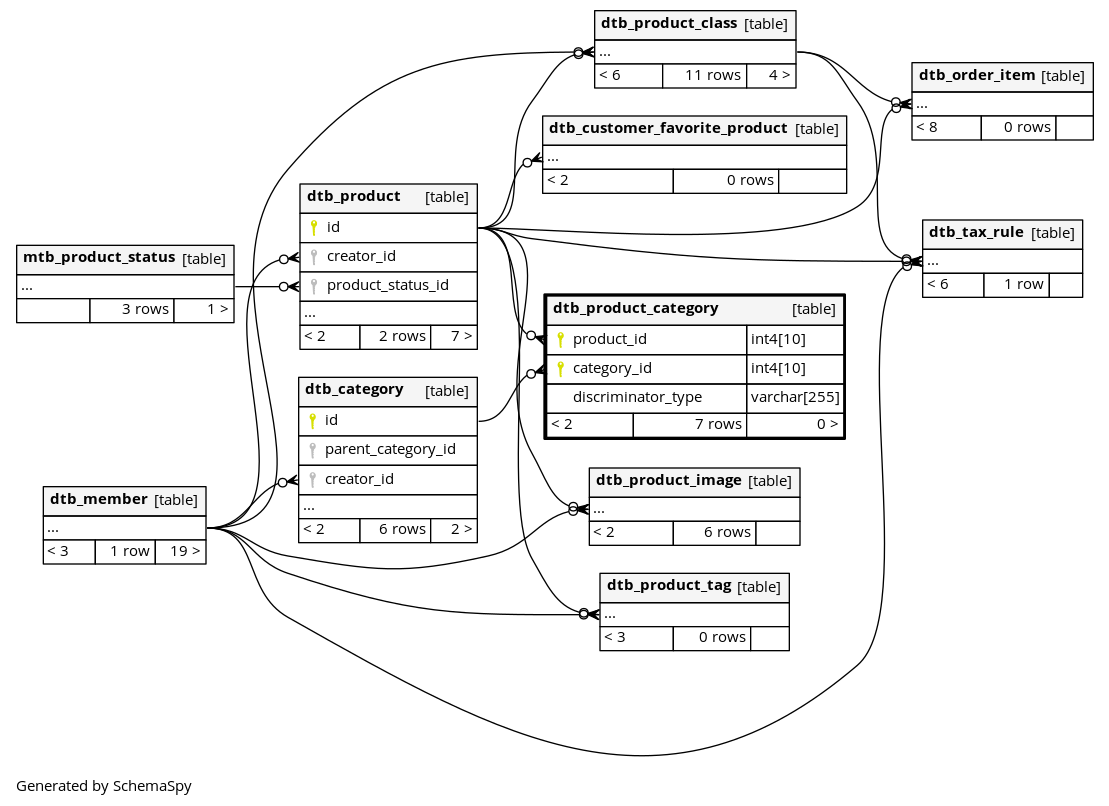 dtb_product_class [table]
...
< 6 11 rows 4 >
dtb_order_item [table]
...
< 8 0 rows
dtb_customer_favorite_product [table]
...
< 2 0 rows
dtb_product [table]
id
creator_id
product_status_id
...
< 2 2 rows 7 >
mtb_product_status [table]
...
3 rows 1 >
dtb_tax_rule [table]
...
< 6 1 row
dtb_product_category [table]
product_id int4[10]
category_id int4[10]
discriminator_type varchar[255]
< 2 7 rows 0 >
dtb_category [table]
id
parent_category_id
creator_id
...
< 2 6 rows 2 >
dtb_product_image [table]
...
< 2 6 rows
dtb_member [table]
...
< 3 1 row 19 >
dtb_product_tag [table]
...
< 3 0 rows
Generated by SchemaSpy